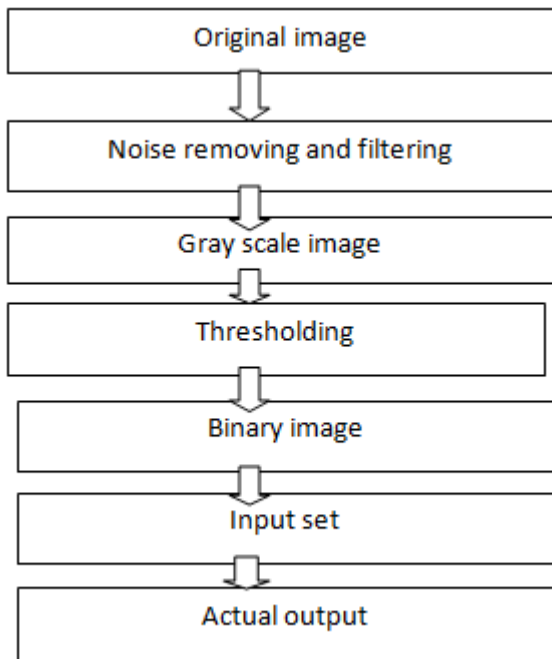 Original image
Noise removing and filtering
Gray scale image
Thresholding
Binary image
Input set
Actual output